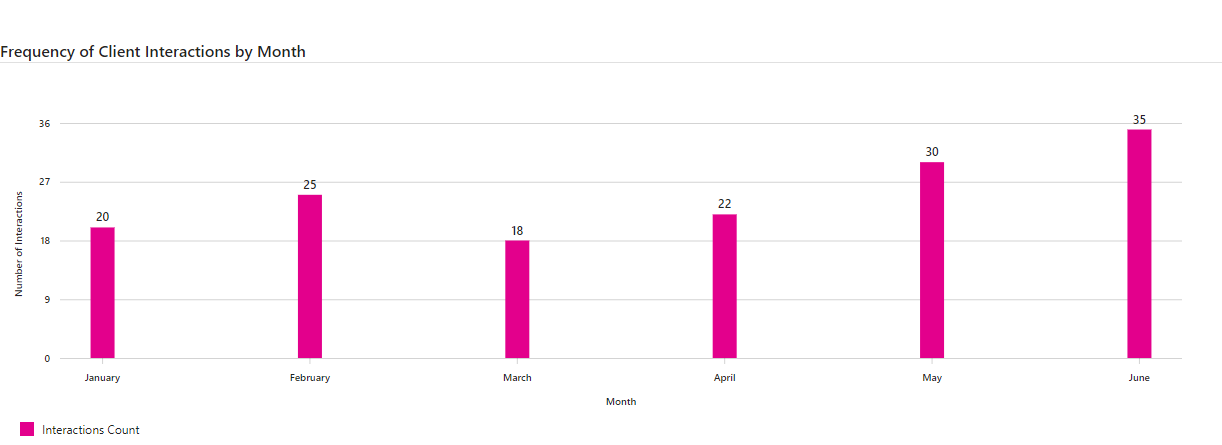 Frequency of Client Interactions by Month
36
27
18
9
0
Number of Interactions
20
25
18
22
30
35
January February March April May June
Month
Interactions Count